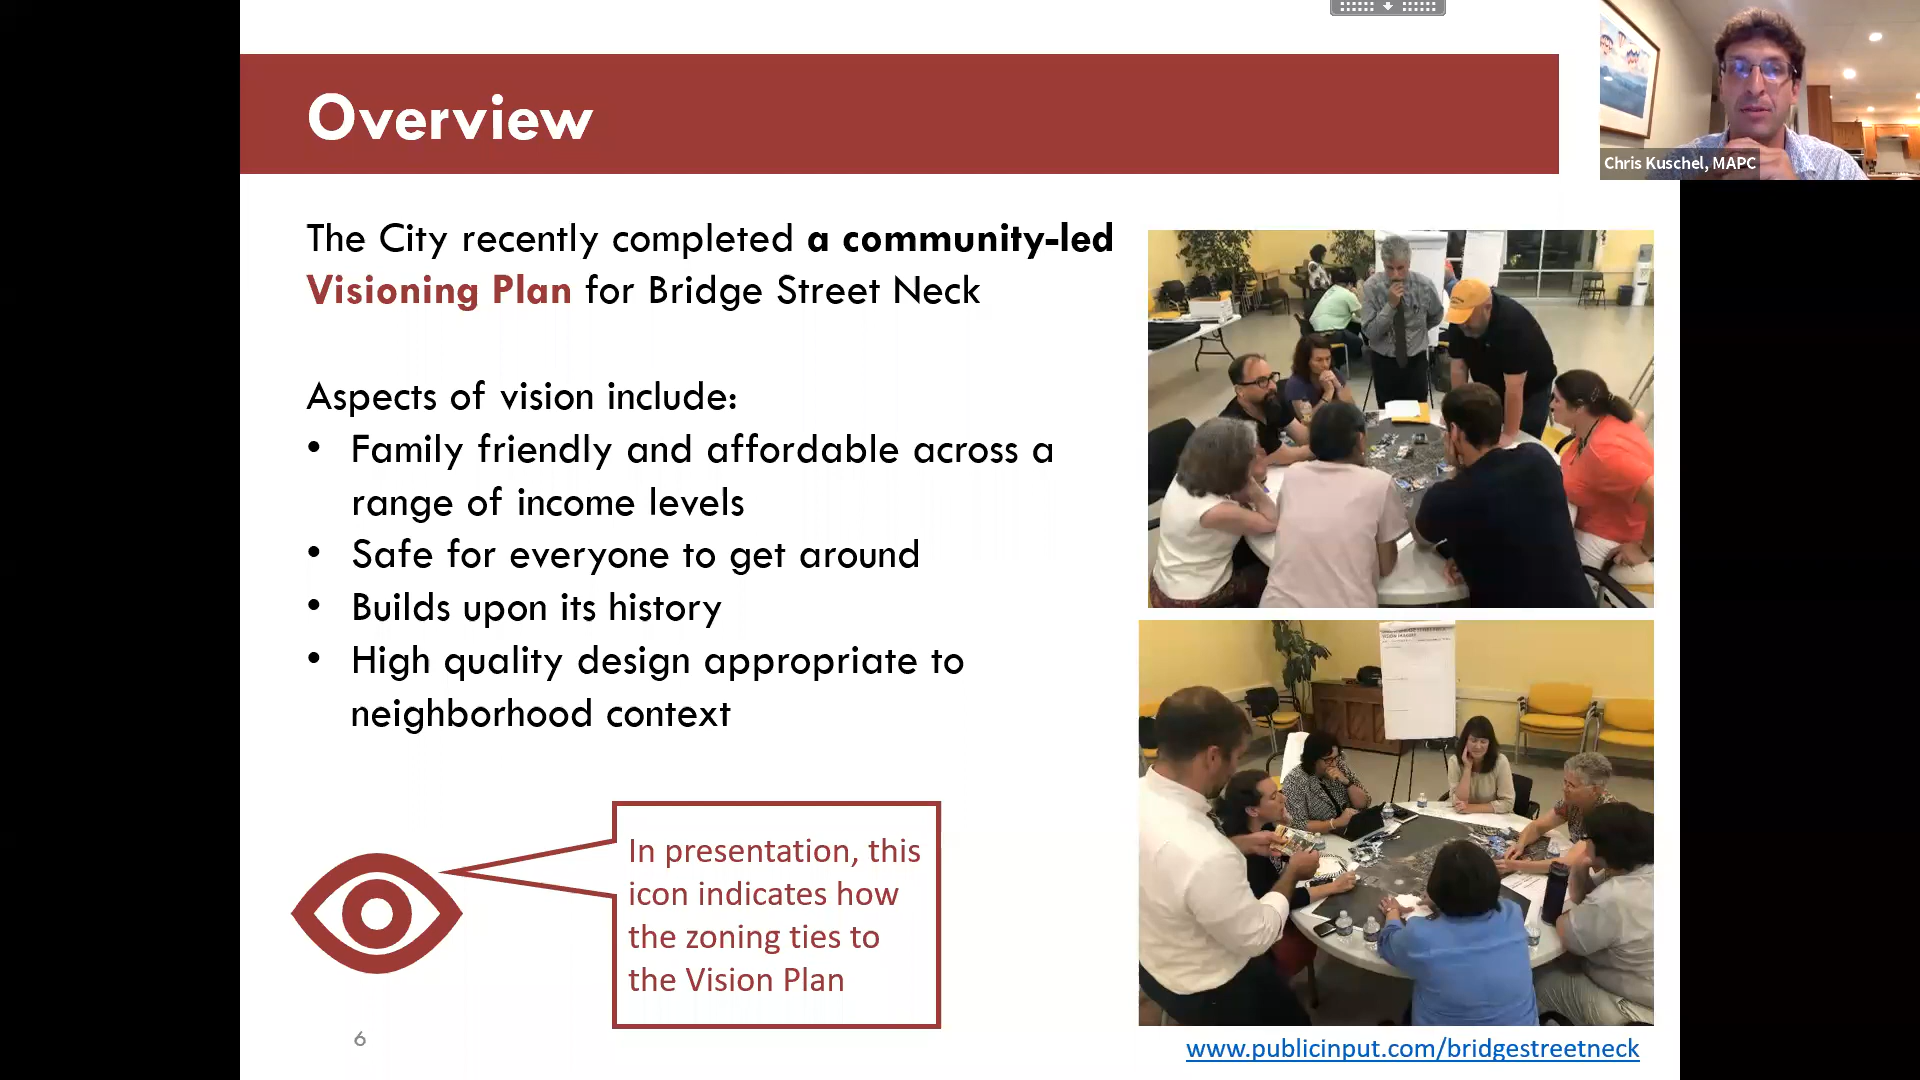 Overview
Chris Kuschel, MAPC
The City recently completed a community-led
Visioning Plan for Bridge Street Neck
Aspects of vision include:
• Family friendly and affordable across a
range of income levels
• Safe for everyone to get around
• Builds upon its history
• High quality design appropriate to
neighborhood context
In presentation, this
icon indicates how
the zoning ties to
the Vision Plan
6
www.publicinput.com/bridgestreetneck